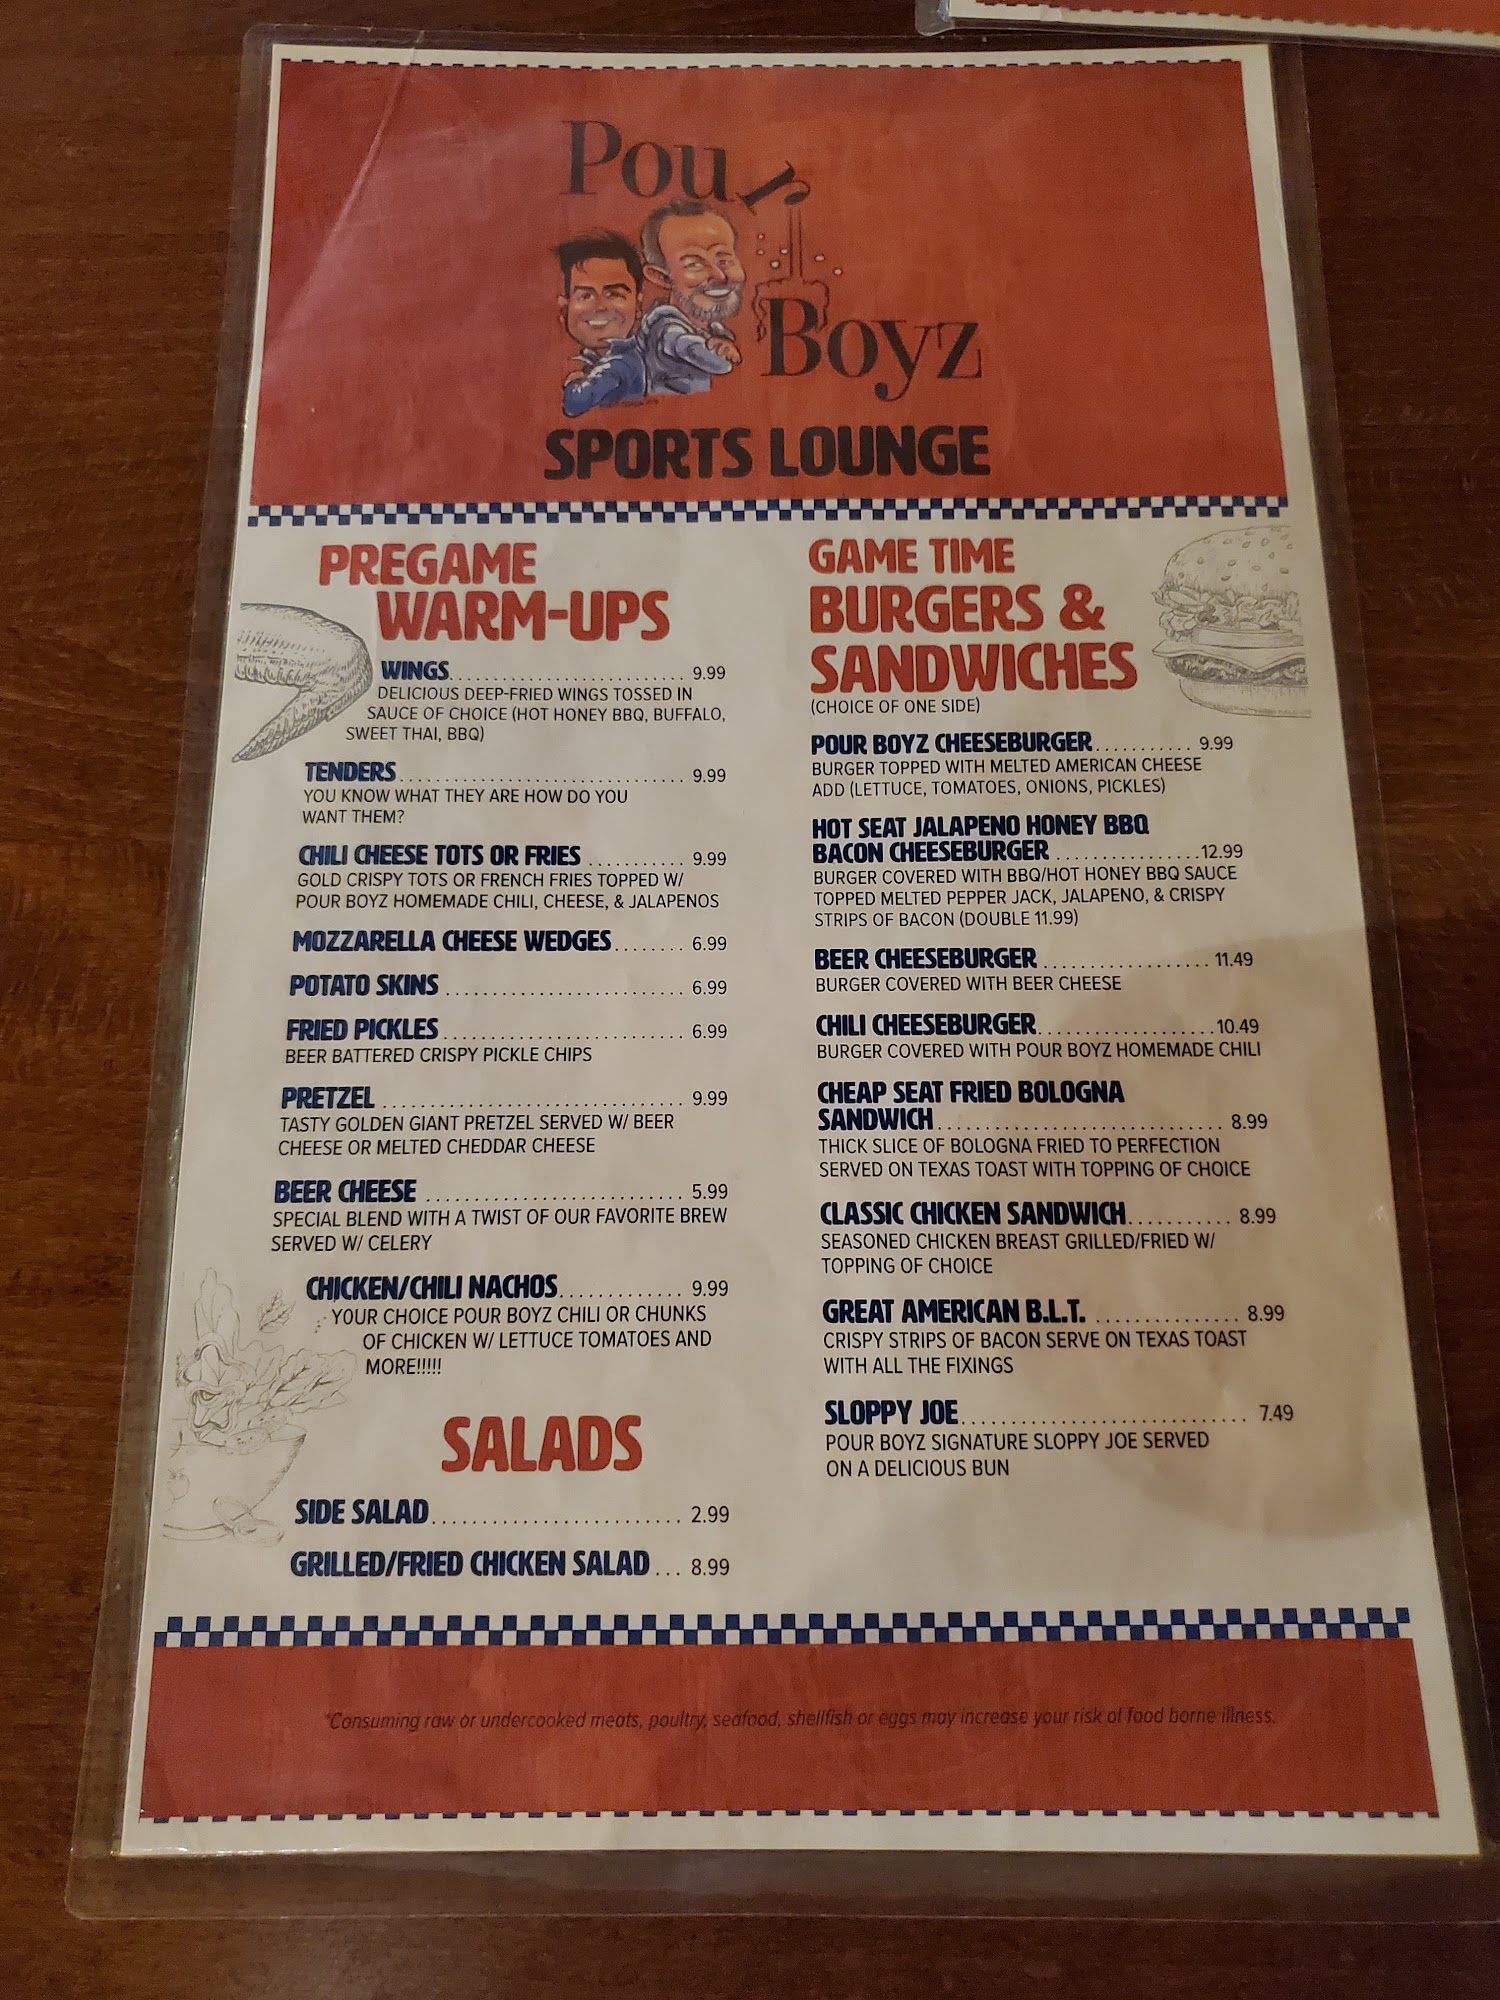 Pour
Boyz
SPORTS LOUNGE
PREGAME
WARM-UPS
WINGS............................ 9.99
DELICIOUS DEEP-FRIED WINGS TOSSED IN
SAUCE OF CHOICE (HOT HONEY BBQ, BUFFALO,
SWEET THAI, BBQ)
TENDERS.................................. 9.99
YOU KNOW WHAT THEY ARE HOW DO YOU
WANT THEM?
CHILI CHEESE TOTS OR FRIES ........... 9.99
GOLD CRISPY TOTS OR FRENCH FRIES TOPPED W/
POUR BOYZ HOMEMADE CHILI, CHEESE, & JALAPENOS
MOZZARELLA CHEESE WEDGES........ 6.99
POTATO SKINS ............................ 6.99
FRIED PICKLES ............................ 6.99
BEER BATTERED CRISPY PICKLE CHIPS
PRETZEL ................................... 9.99
TASTY GOLDEN GIANT PRETZEL SERVED W/ BEER
CHEESE OR MELTED CHEDDAR CHEESE
BEER CHEESE .............................. 5.99
SPECIAL BLEND WITH A TWIST OF OUR FAVORITE BREW
SERVED W/ CELERY
CHICKEN/CHILI NACHOS............. 9.99
YOUR CHOICE POUR BOYZ CHILI OR CHUNKS
OF CHICKEN W/ LETTUCE TOMATOES AND
MORE!!!!!
SALADS
SIDE SALAD......................... 2.99
GRILLED/FRIED CHICKEN SALAD ... 8.99
GAME TIME
BURGERS &
SANDWICHES
(CHOICE OF ONE SIDE)
POUR BOYZ CHEESEBURGER........... 9.99
BURGER TOPPED WITH MELTED AMERICAN CHEESE
ADD (LETTUCE, TOMATOES, ONIONS, PICKLES)
HOT SEAT JALAPENO HONEY BBQ
BACON CHEESEBURGER ................12.99
BURGER COVERED WITH BBQ/HOT HONEY BBQ SAUCE
TOPPED MELTED PEPPER JACK, JALAPENO, & CRISPY
STRIPS OF BACON (DOUBLE 11.99)
BEER CHEESEBURGER .................. 11.49
BURGER COVERED WITH BEER CHEESE
CHILI CHEESEBURGER...................10.49
BURGER COVERED WITH POUR BOYZ HOMEMADE CHILI
CHEAP SEAT FRIED BOLOGNA
SANDWICH............................. 8.99
THICK SLICE OF BOLOGNA FRIED TO PERFECTION
SERVED ON TEXAS TOAST WITH TOPPING OF CHOICE
CLASSIC CHICKEN SANDWICH........... 8.99
SEASONED CHICKEN BREAST GRILLED/FRIED W/
TOPPING OF CHOICE
GREAT AMERICAN B.L.T. ............... 8.99
CRISPY STRIPS OF BACON SERVE ON TEXAS TOAST
WITH ALL THE FIXINGS
SLOPPY JOE............................. 7.49
POUR BOYZ SIGNATURE SLOPPY JOE SERVED
ON A DELICIOUS BUN
*Consuming raw or undercooked meats, poultry, seafood, shellfish or eggs may increase your risk of food borne illness.